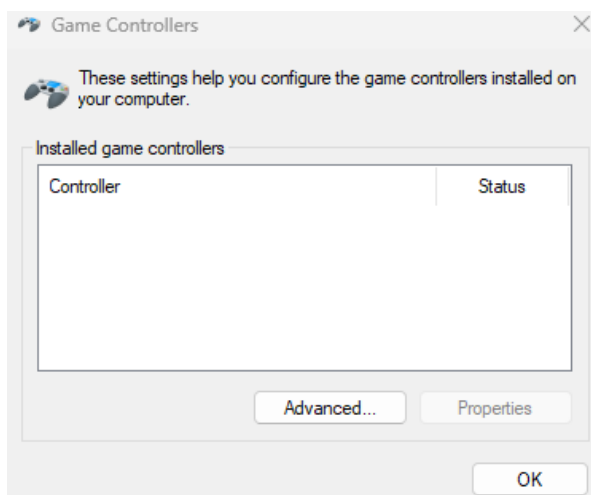 Game Controllers
These settings help you configure the game controllers installed on
your computer.
Installed game controllers
Controller Status
Advanced... Properties
OK